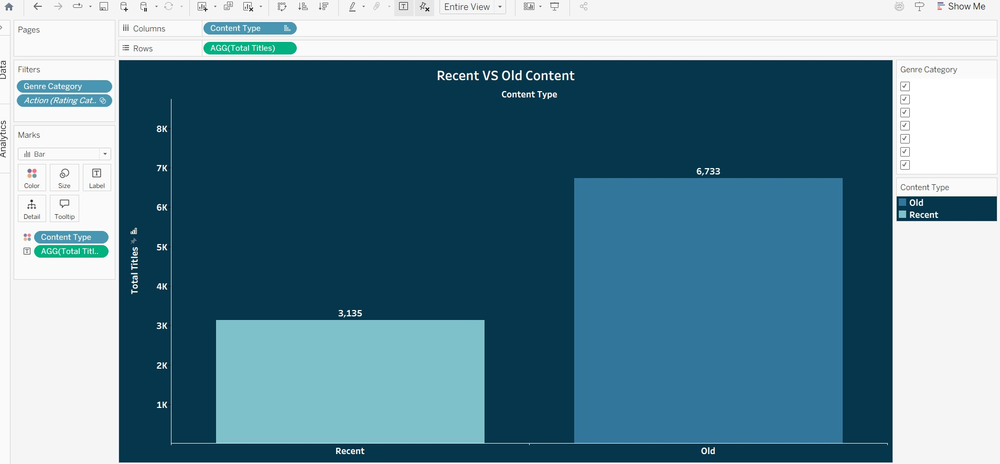 Entire View
Show Me
Data
Analytics
Pages
Filters
Genre Category
Action (Rating Cat..
Marks
Bar
Color
Size
Label
Detail
Tooltip
Content Type
AGG(Total Titl..
Columns
Content Type
Rows
AGG(Total Titles)
Recent VS Old Content
Content Type
Total Titles
8K
7K
6K
5K
4K
3K
2K
1K
3,135
6,733
Recent
Old
Genre Category
Content Type
Old
Recent